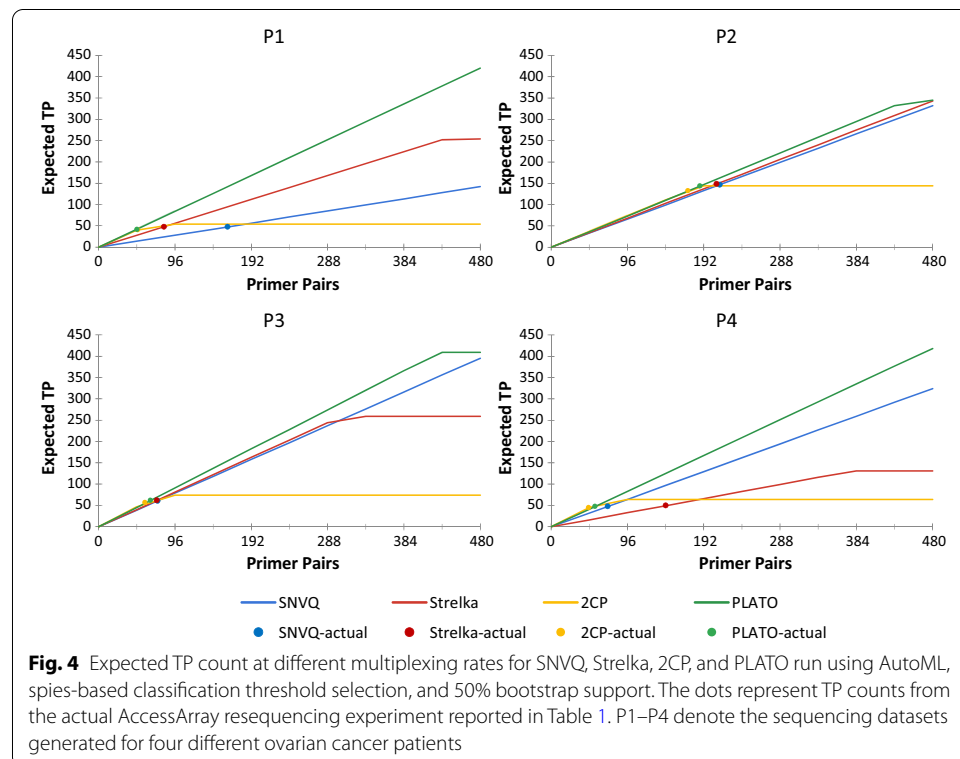 P1
450
400
350
300
250
200
150
100
50
0
Expected TP
0 96 192 288 384 480
Primer Pairs
P2
450
400
350
300
250
200
150
100
50
0
Expected TP
0 96 192 288 384 480
Primer Pairs
P3
450
400
350
300
250
200
150
100
50
0
Expected TP
0 96 192 288 384 480
Primer Pairs
P4
450
400
350
300
250
200
150
100
50
0
Expected TP
0 96 192 288 384 480
Primer Pairs
SNVQ Strelka 2CP PLATO
SNVQ-actual Strelka-actual 2CP-actual PLATO-actual
Fig. 4 Expected TP count at different multiplexing rates for SNVQ, Strelka, 2CP, and PLATO run using AutoML,
spies-based classification threshold selection, and 50% bootstrap support. The dots represent TP counts from
the actual AccessArray resequencing experiment reported in Table 1. P1–P4 denote the sequencing datasets
generated for four different ovarian cancer patients